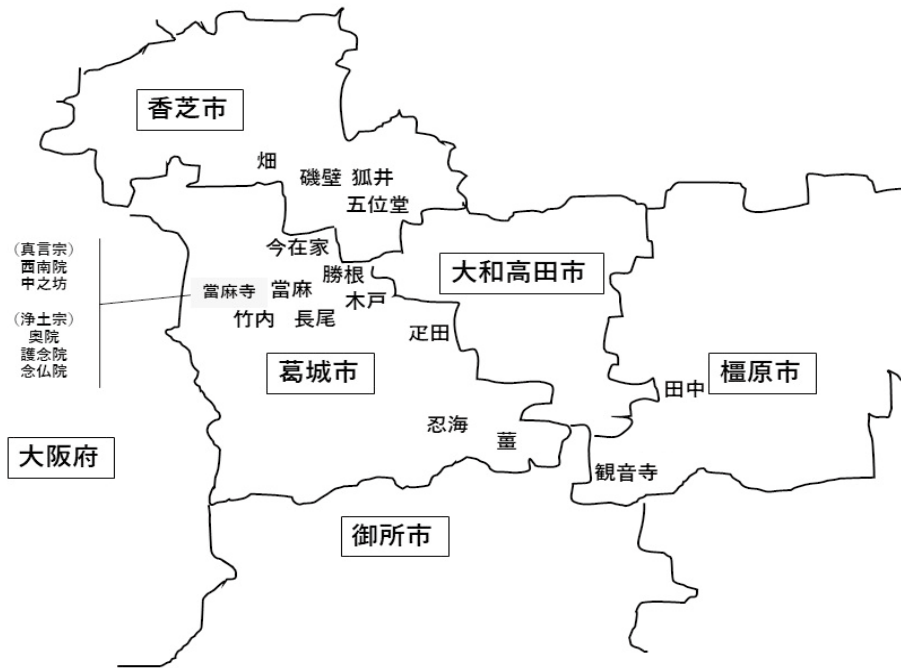 香芝市
畑
磯壁
狐井
五位堂
今在家
勝根
木戸
當麻寺
當麻
竹内
長尾
疋田
(真言宗)
西南院
中之坊
(浄土宗)
奥院
護念院
念仏院
大和高田市
葛城市
橿原市
田中
忍海
薑
観音寺
大阪府
御所市